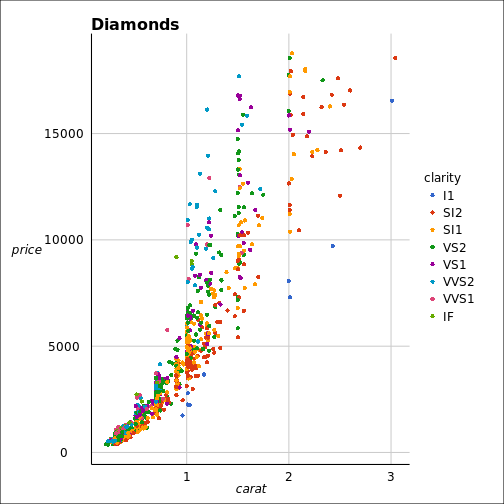 Diamonds
15000
10000
5000
0
price
1
2
3
carat
clarity
I1
SI2
SI1
VS2
VS1
VVS2
VVS1
IF